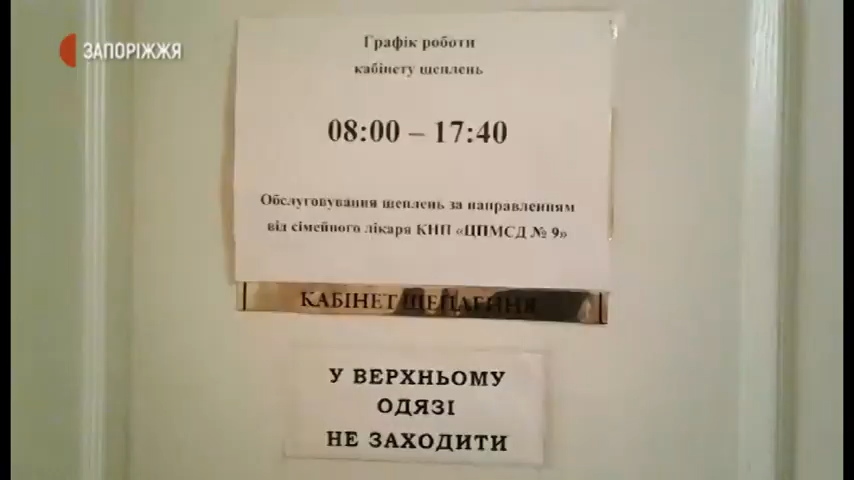 ЗАПОРІЖЖЯ
Графік роботи
кабінету щеплень
08:00 – 17:40
Обслуговування щеплень за направленням
від сімейного лікаря КНП «ЦПМСД № 9»
КАБІНЕТ ЩЕПЛЕННЯ
У ВЕРХНЬОМУ
ОДЯЗІ
НЕ ЗАХОДИТИ